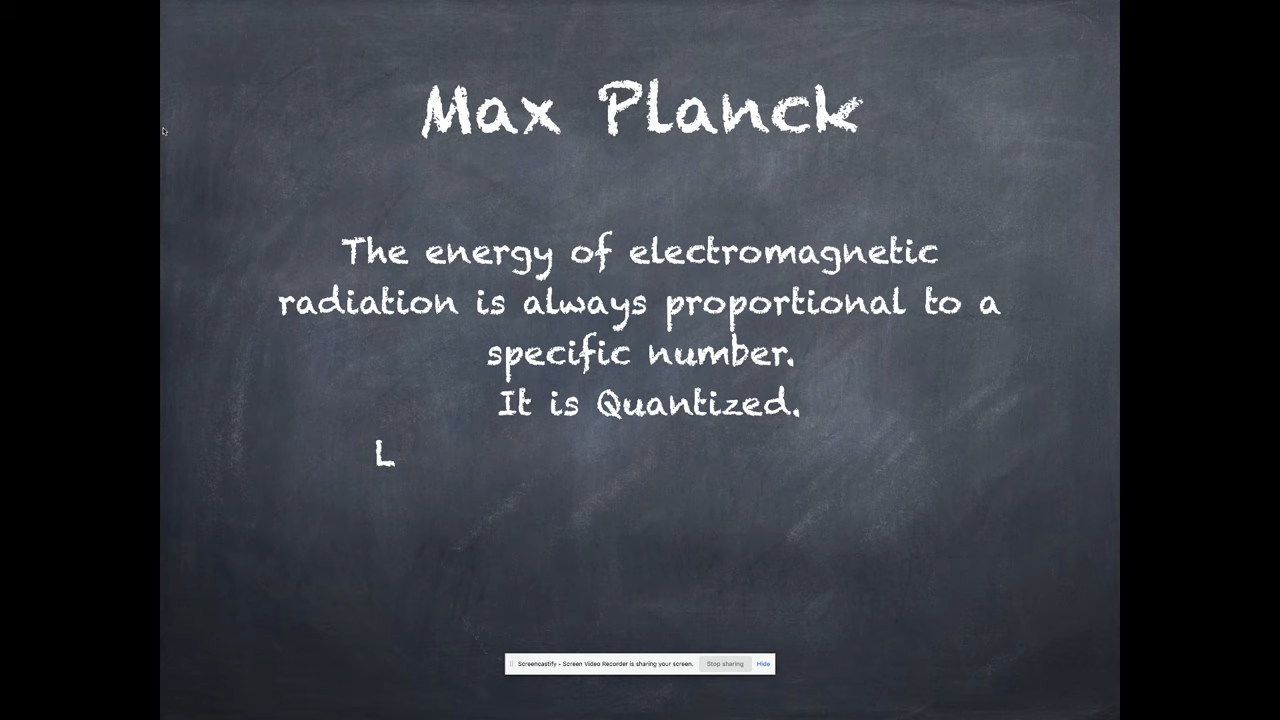 Max Planck
The energy of electromagnetic
radiation is always proportional to a
specific number.
It is Quantized.
L
Screencastify - Screen Video Recorder is sharing your screen. Stop sharing Hide